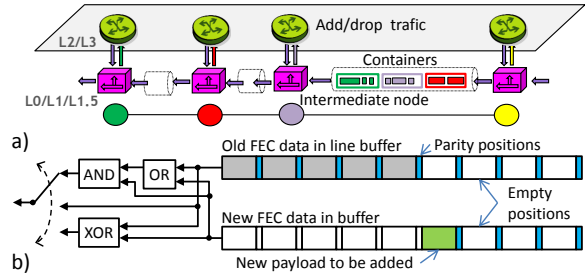 Add/drop trafic
L2/L3
Containers
L0/L1/L1.5
Intermediate node
a)
Old FEC data in line buffer
Parity positions
AND
OR
Empty
positions
XOR
New FEC data in buffer
b)
New payload to be added